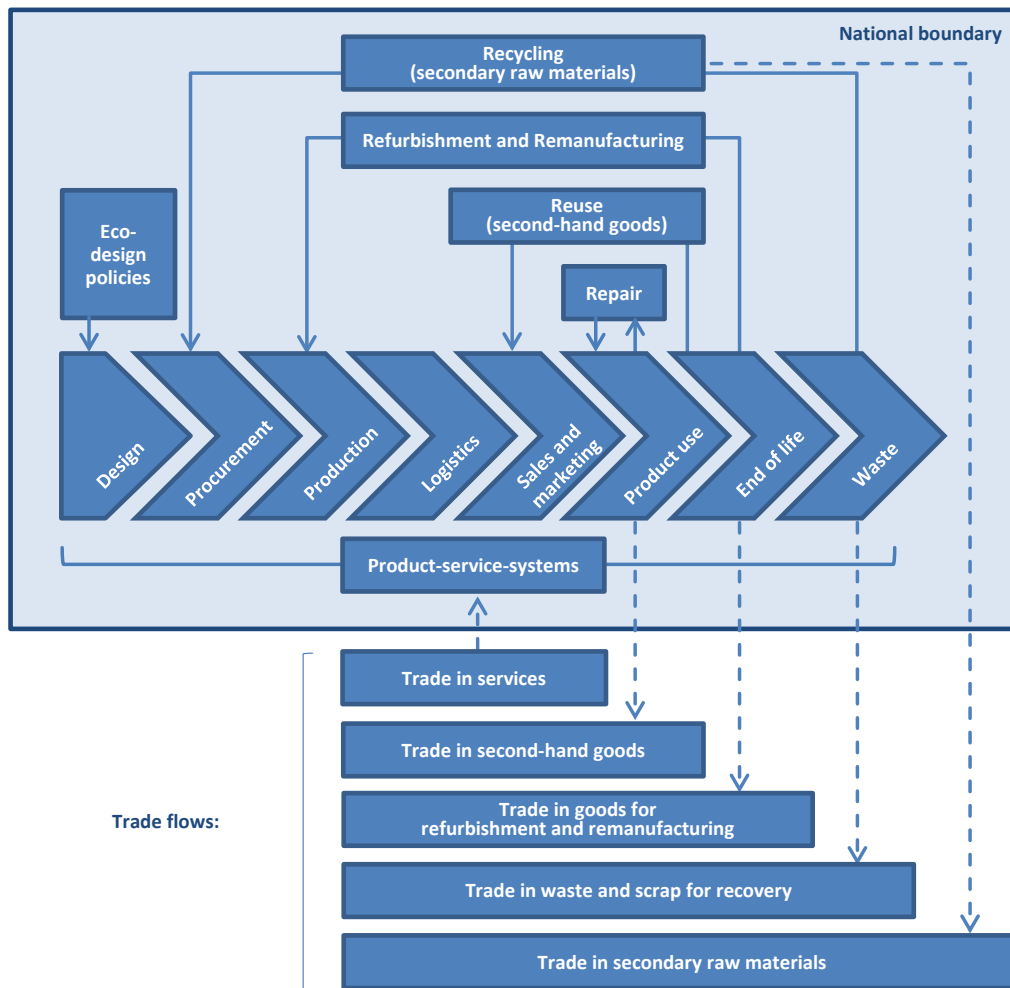 National boundary
Recycling
(secondary raw materials)
Refurbishment and Remanufacturing
Reuse
(second-hand goods)
Eco-
design
policies
Repair
Design
Procurement
Production
Logistics
Sales and
marketing
Product use
End of life
Waste
Product-service-systems
Trade in services
Trade in second-hand goods
Trade flows:
Trade in goods for
refurbishment and remanufacturing
Trade in waste and scrap for recovery
Trade in secondary raw materials